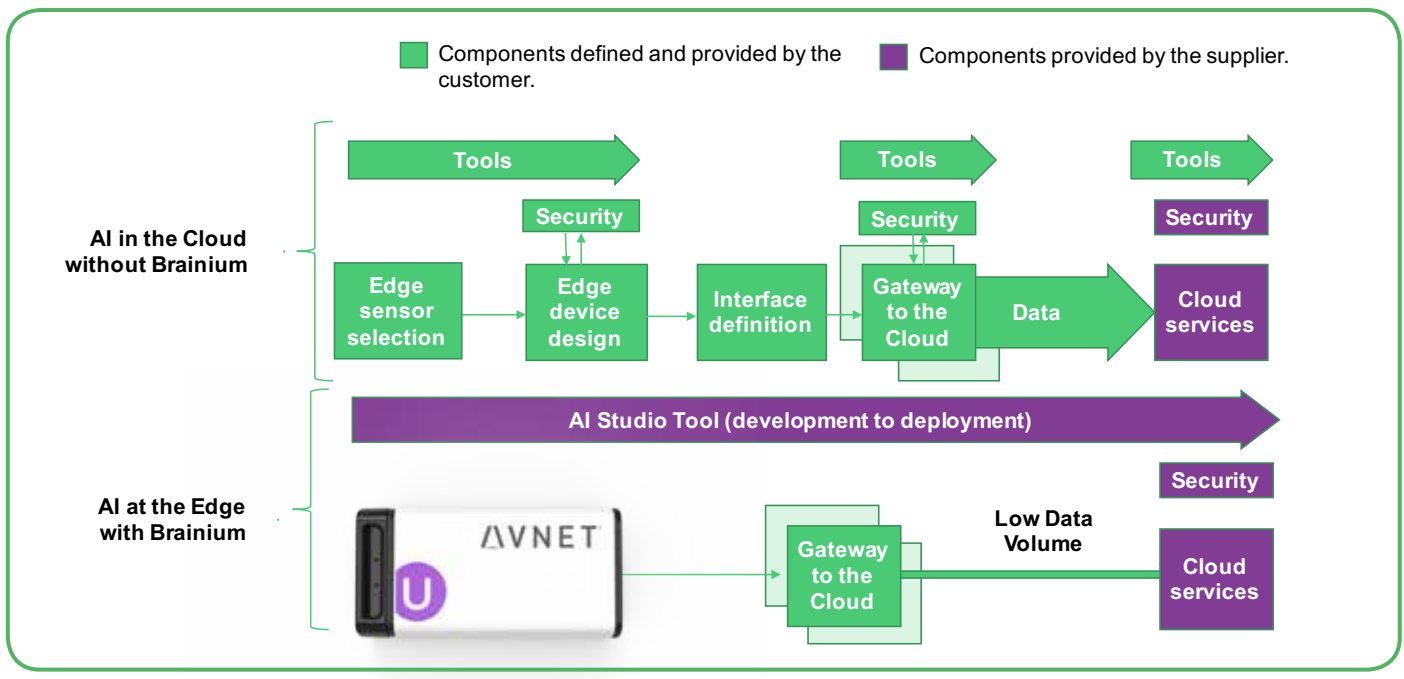 Components defined and provided by the
customer.
Components provided by the supplier.
Tools
Tools
Tools
Security
Security
Security
AI in the Cloud
without Brainium
Edge
sensor
selection
Edge
device
design
Interface
definition
Gateway
to the
Cloud
Data
Cloud
services
AI Studio Tool (development to deployment)
AI at the Edge
with Brainium
AVNET
U
Gateway
to the
Cloud
Low Data
Volume
Security
Cloud
services